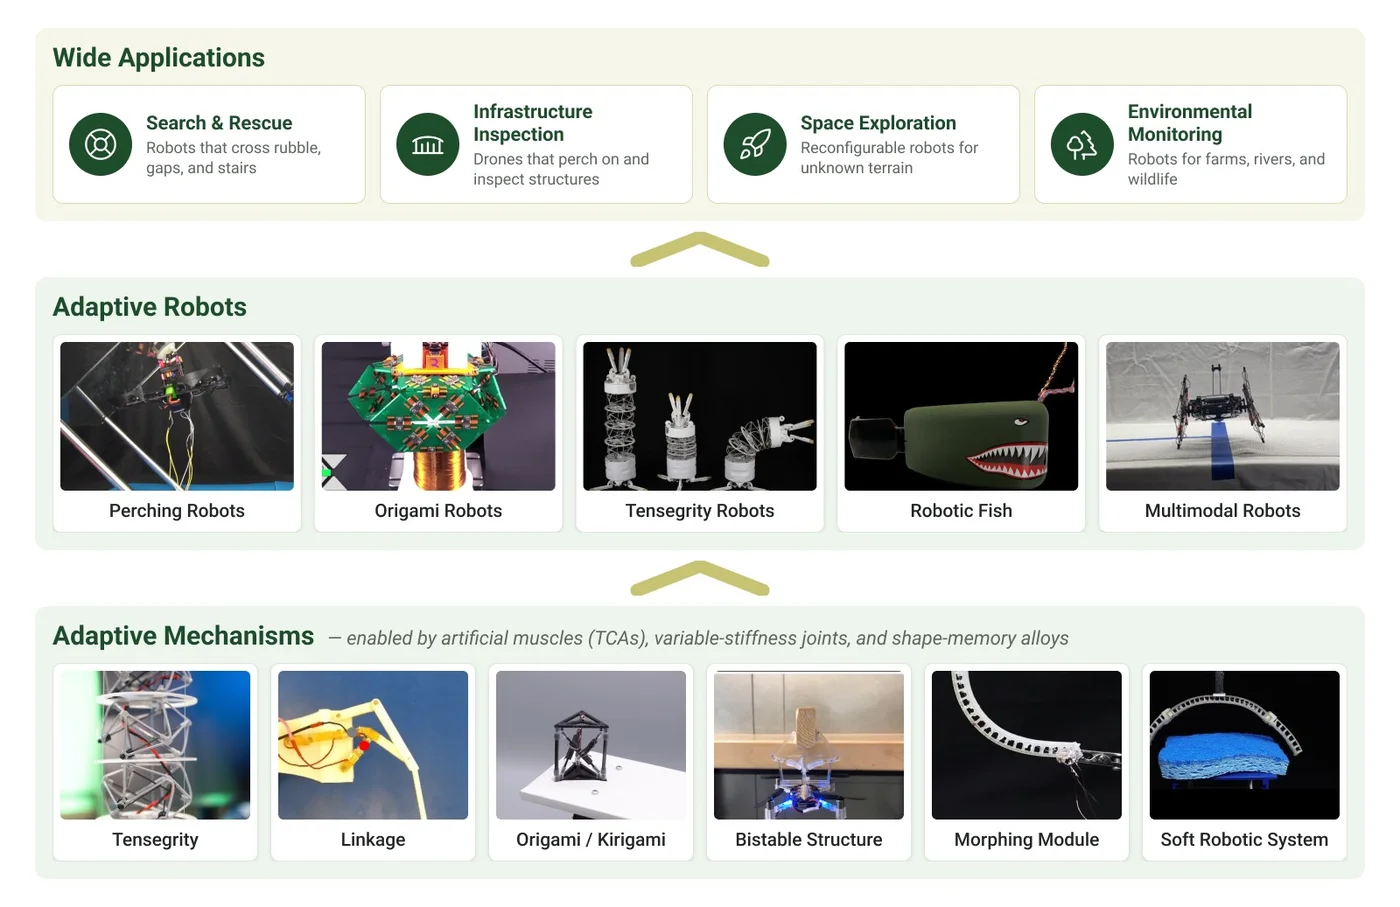 Wide Applications
Search & Rescue
Robots that cross rubble,
gaps, and stairs
Infrastructure
Inspection
Drones that perch on and
inspect structures
Space Exploration
Reconfigurable robots for
unknown terrain
Environmental
Monitoring
Robots for farms, rivers, and
wildlife
Adaptive Robots
Perching Robots
Origami Robots
Tensegrity Robots
Robotic Fish
Multimodal Robots
Adaptive Mechanisms — enabled by artificial muscles (TCAs), variable-stiffness joints, and shape-memory alloys
Tensegrity
Linkage
Origami / Kirigami
Bistable Structure
Morphing Module
Soft Robotic System